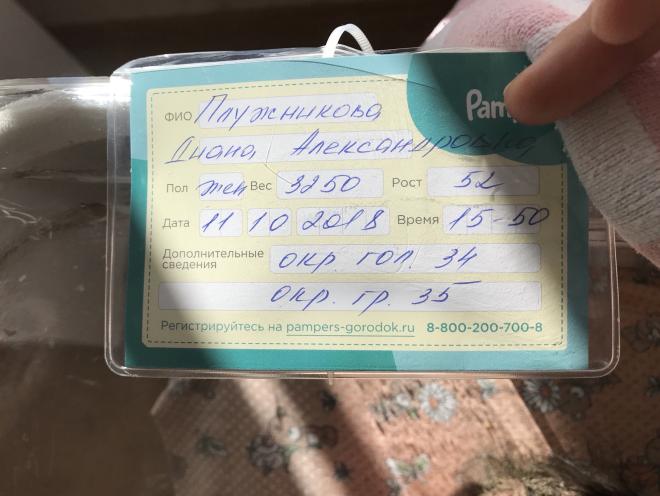 Pamp
ФИО Плужникова
Диана Александровна
Пол жен Вес 3250 Рост 52
Дата 11 10 2018 Время 15-50
Дополнительные сведения окр. гол. 34
окр. гр. 35
Регистрируйтесь на pampers-gorodok.ru 8-800-200-700-8